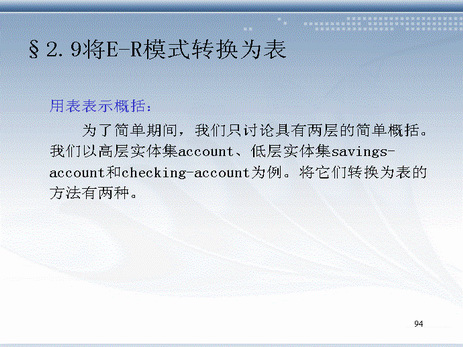 §2.9将E-R模式转换为表
用表表示概括：
为了简单期间，我们只讨论具有两层的简单概括。
我们以高层实体集account、低层实体集savings-
account和checking-account为例。将它们转换为表的
方法有两种。
94